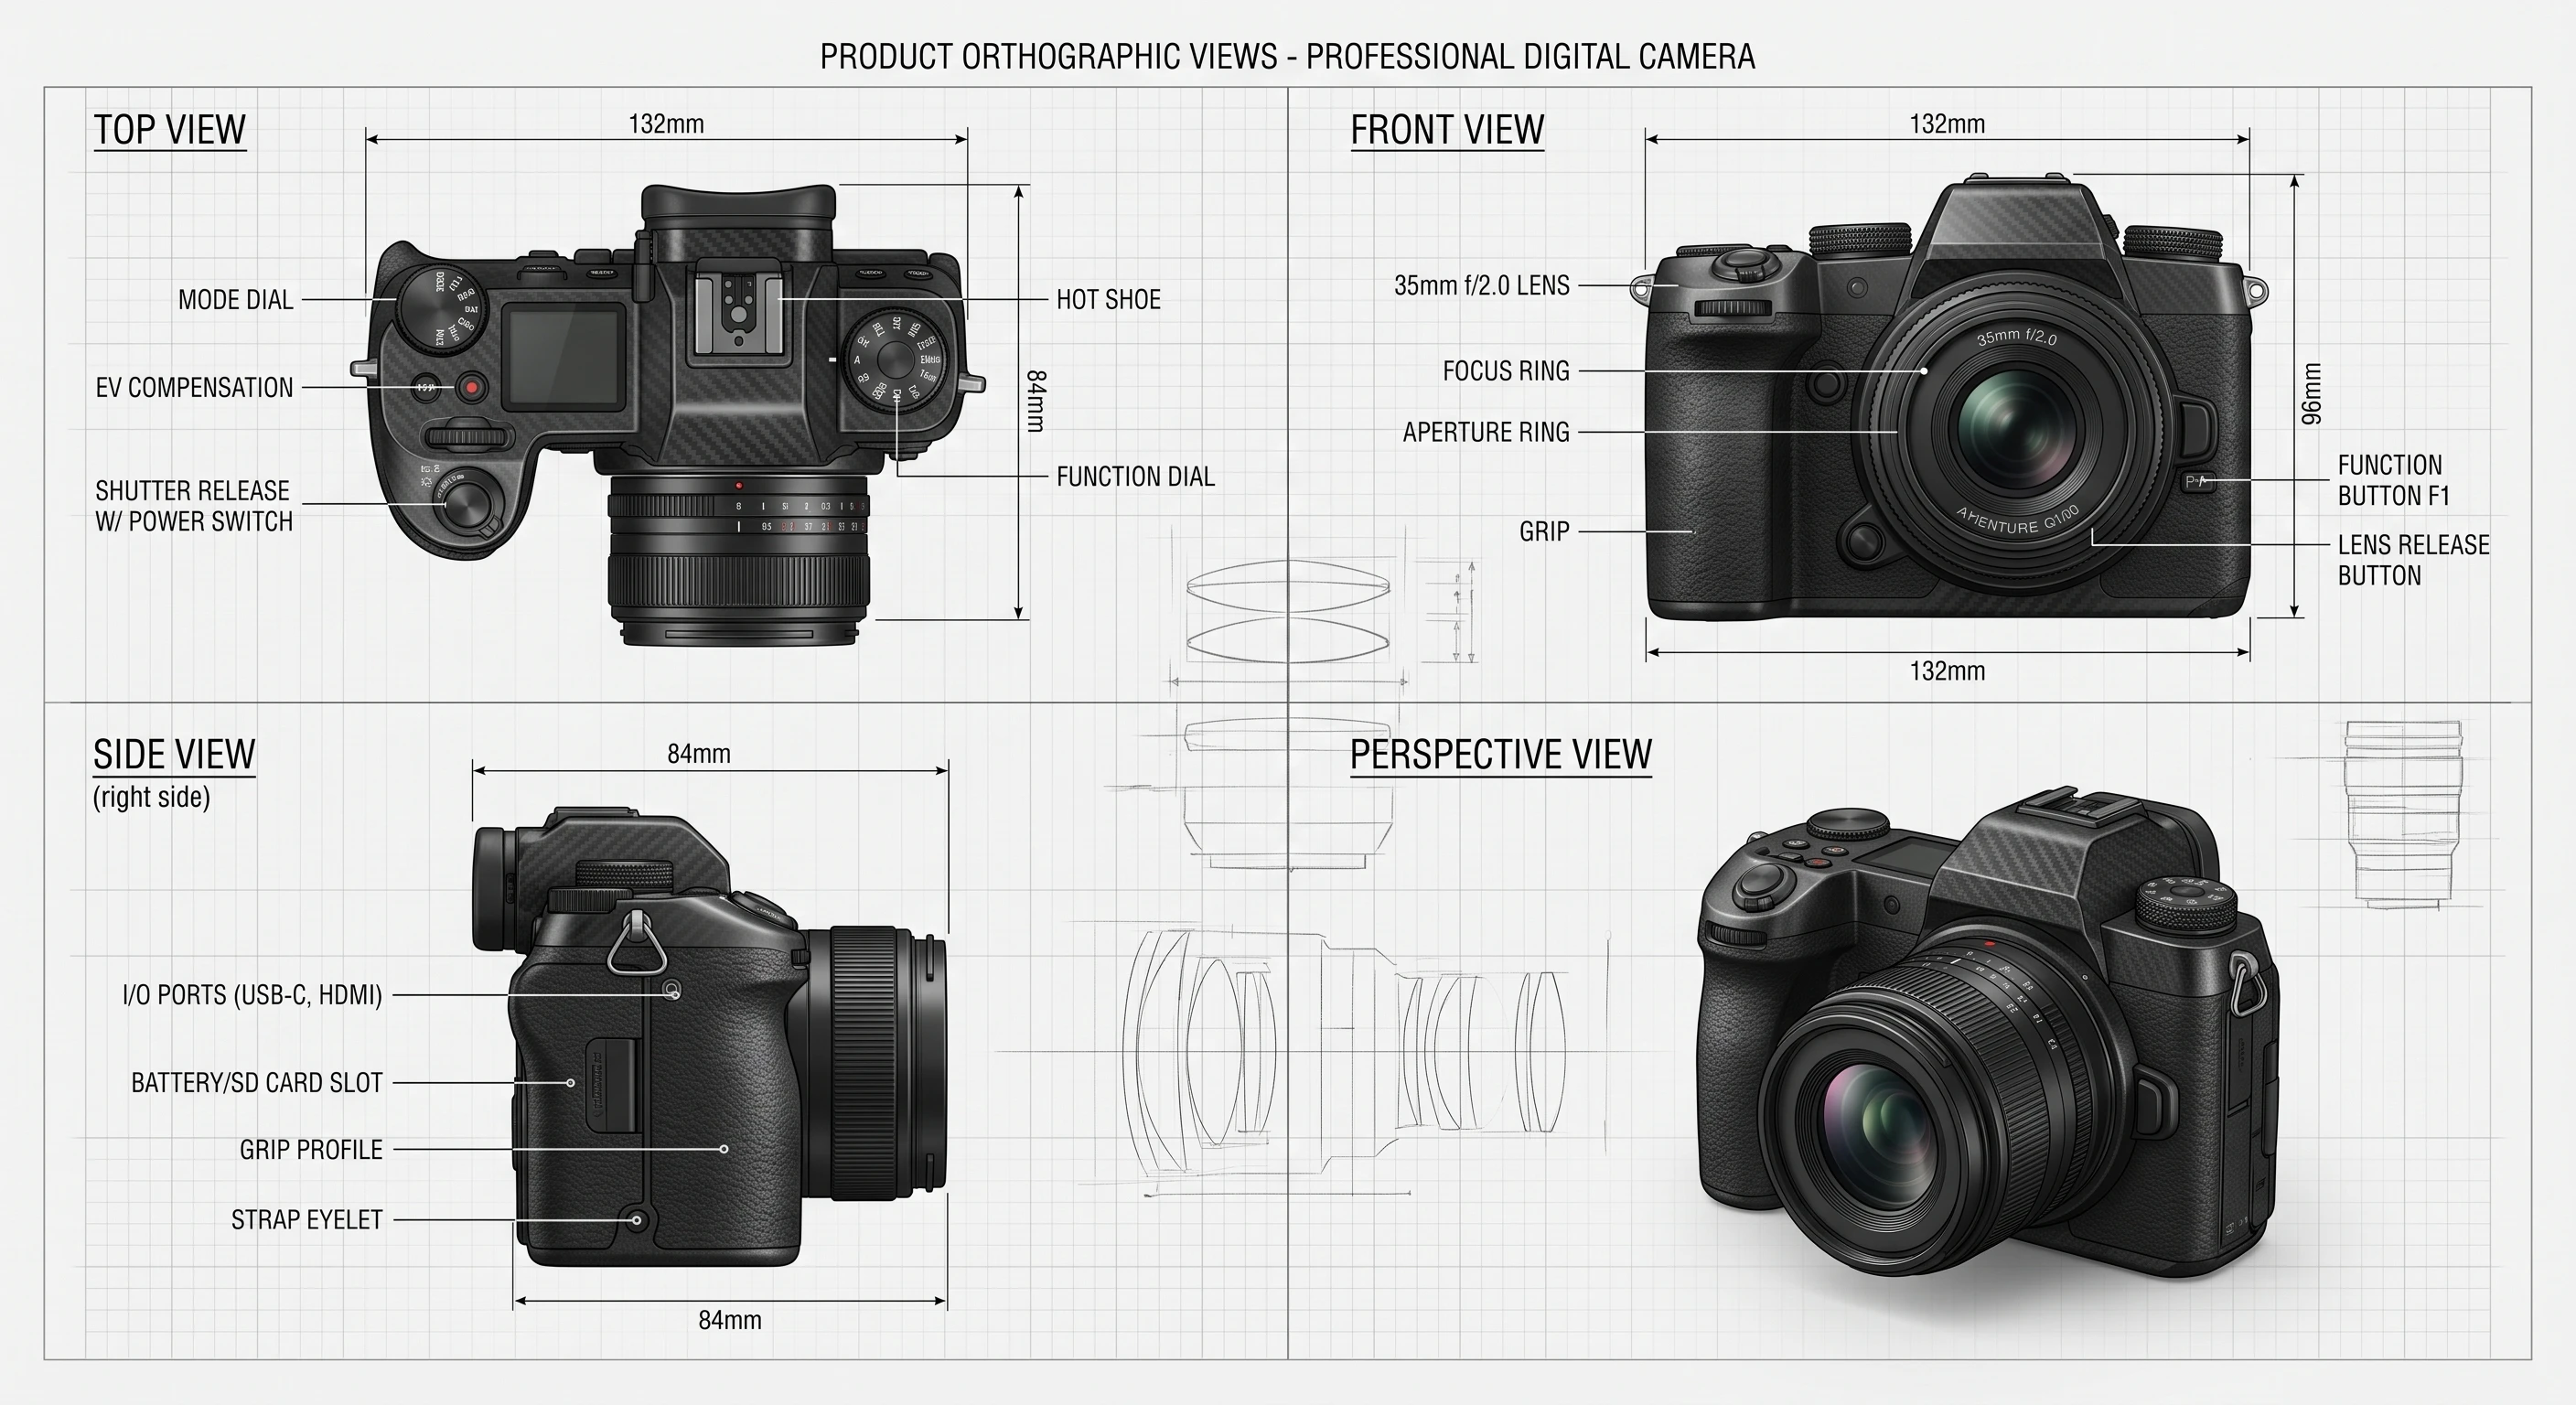 PRODUCT ORTHOGRAPHIC VIEWS - PROFESSIONAL DIGITAL CAMERA
TOP VIEW
132mm
MODE DIAL
EV COMPENSATION
SHUTTER RELEASE
W/ POWER SWITCH
HOT SHOE
84mm
FUNCTION DIAL
FRONT VIEW
132mm
35mm f/2.0 LENS
FOCUS RING
APERTURE RING
GRIP
35mm f/2.0
96mm
FUNCTION
BUTTON F1
LENS RELEASE
BUTTON
132mm
SIDE VIEW
(right side)
84mm
I/O PORTS (USB-C, HDMI)
BATTERY/SD CARD SLOT
GRIP PROFILE
STRAP EYELET
84mm
PERSPECTIVE VIEW